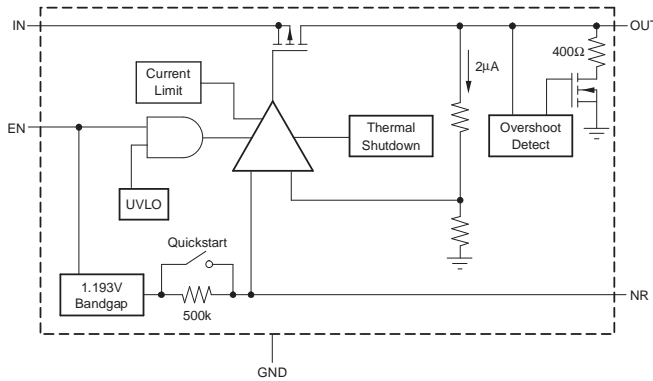 IN
OUT
400Ω
2μA
Current
Limit
EN
Thermal
Shutdown
Overshoot
Detect
UVLO
Quickstart
1.193V
Bandgap
500k
NR
GND